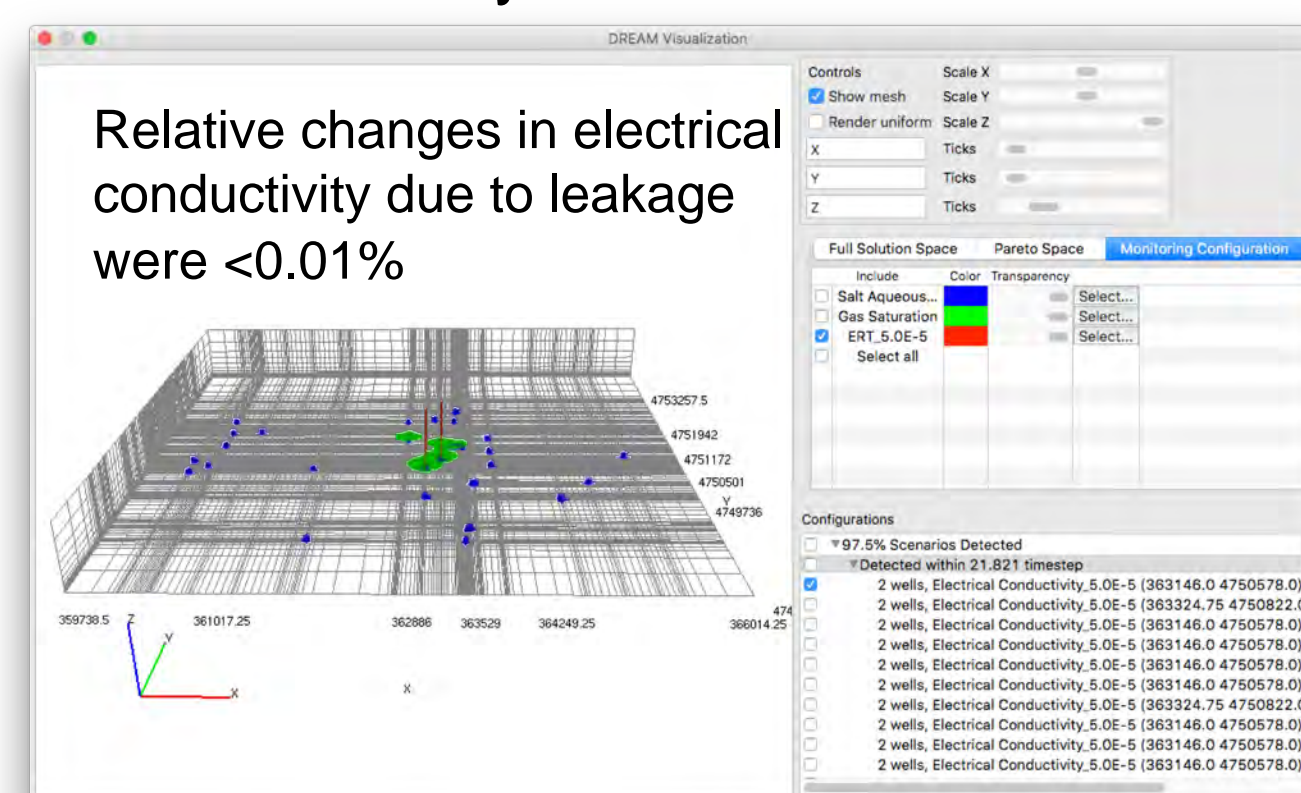 DREAM Visualization
Relative changes in electrical
conductivity due to leakage
were <0.01%
4753257.5
4751942
4751172
4750501
Y
4749736
359738.5
361017.25
362886
363529
364249.25
366014.25
Z
Y
X
X
Controls
Scale X
Show mesh
Scale Y
Render uniform
Scale Z
X
Ticks
Y
Ticks
Z
Ticks
Full Solution Space
Pareto Space
Monitoring Configuration
Include
Color
Transparency
Salt Aqueous...
Select...
Gas Saturation
Select...
ERT_5.0E-5
Select...
Select all
Configurations
97.5% Scenarios Detected
Detected within 21.821 timestep
2 wells, Electrical Conductivity_5.0E-5 (363146.0 4750578.0)
2 wells, Electrical Conductivity_5.0E-5 (363324.75 4750822.0
2 wells, Electrical Conductivity_5.0E-5 (363146.0 4750578.0)
2 wells, Electrical Conductivity_5.0E-5 (363146.0 4750578.0)
2 wells, Electrical Conductivity_5.0E-5 (363146.0 4750578.0)
2 wells, Electrical Conductivity_5.0E-5 (363146.0 4750578.0)
2 wells, Electrical Conductivity_5.0E-5 (363324.75 4750822.0
2 wells, Electrical Conductivity_5.0E-5 (363146.0 4750578.0)
2 wells, Electrical Conductivity_5.0E-5 (363146.0 4750578.0)
2 wells, Electrical Conductivity_5.0E-5 (363146.0 4750578.0)